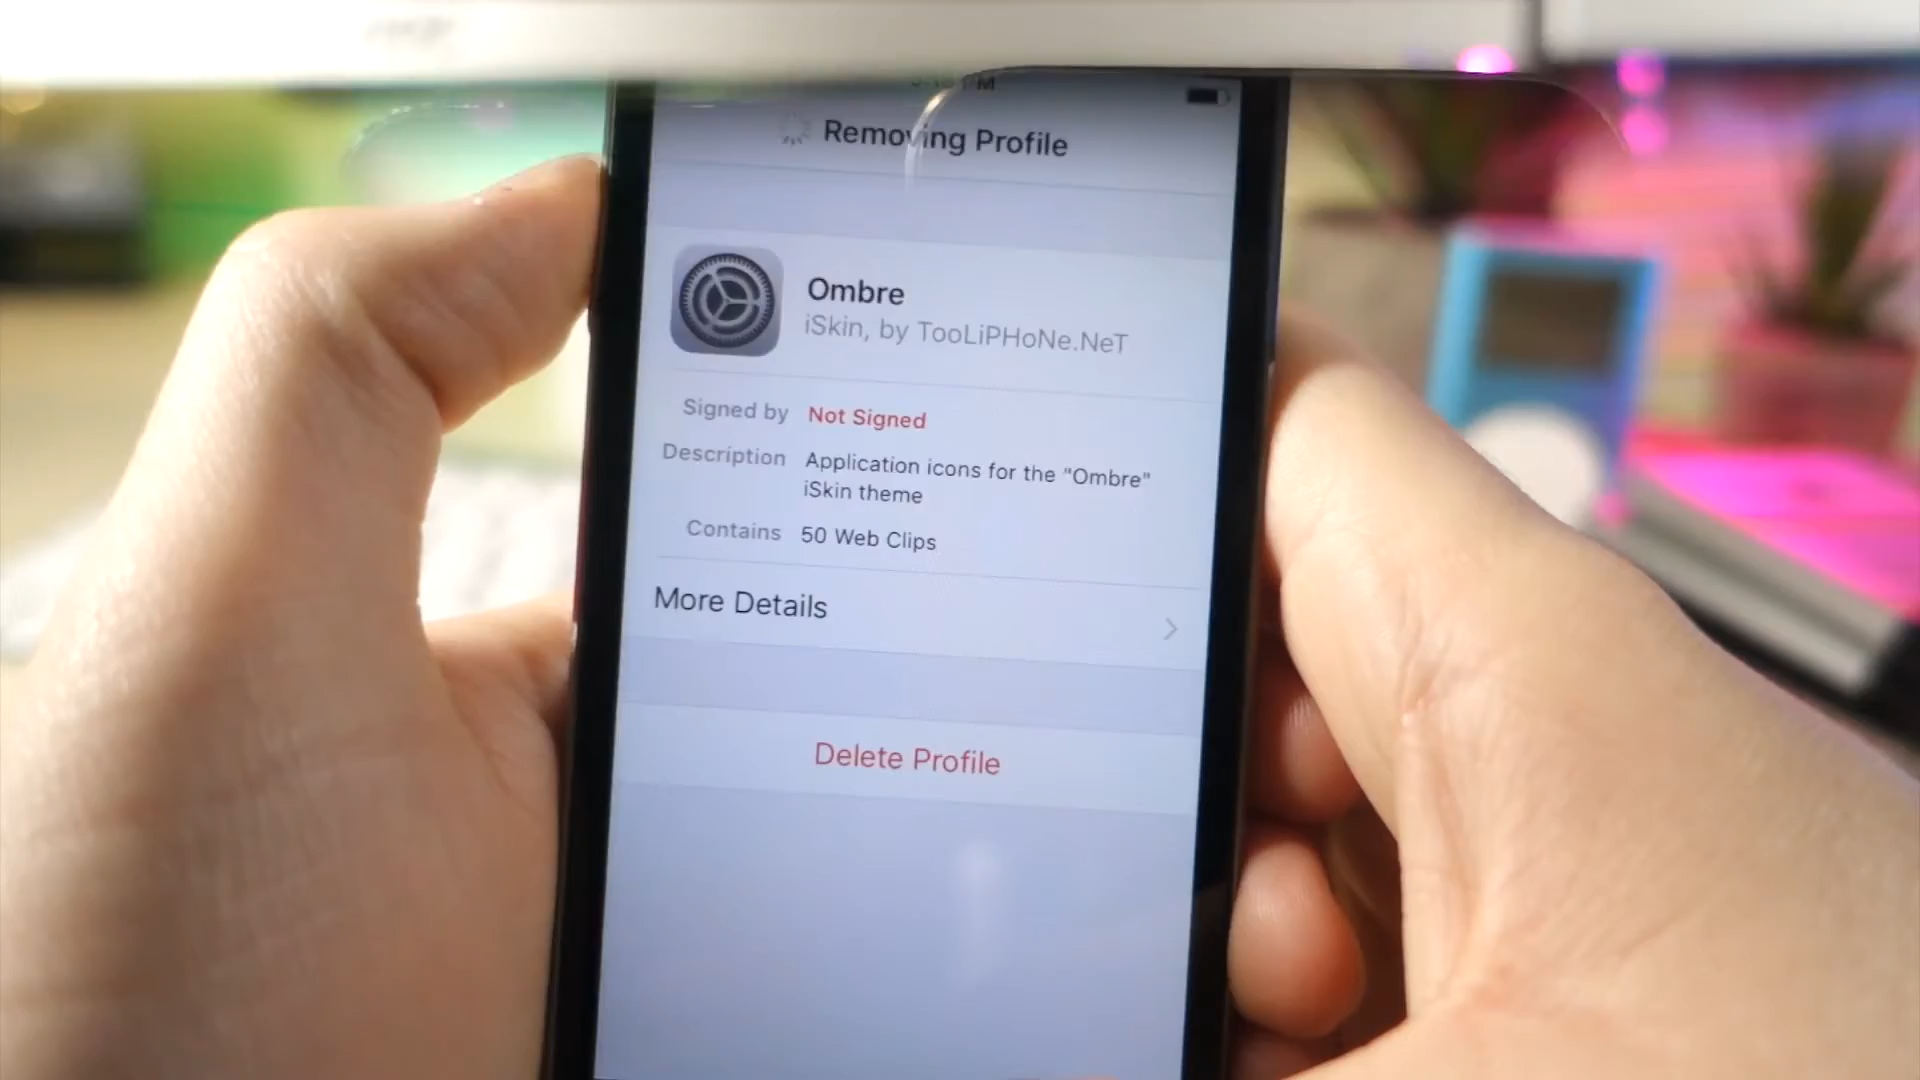 Removing Profile
Ombre
iSkin, by TooLiPHoNe.NeT
Signed by Not Signed
Description Application icons for the "Ombre"
iSkin theme
Contains 50 Web Clips
More Details
Delete Profile